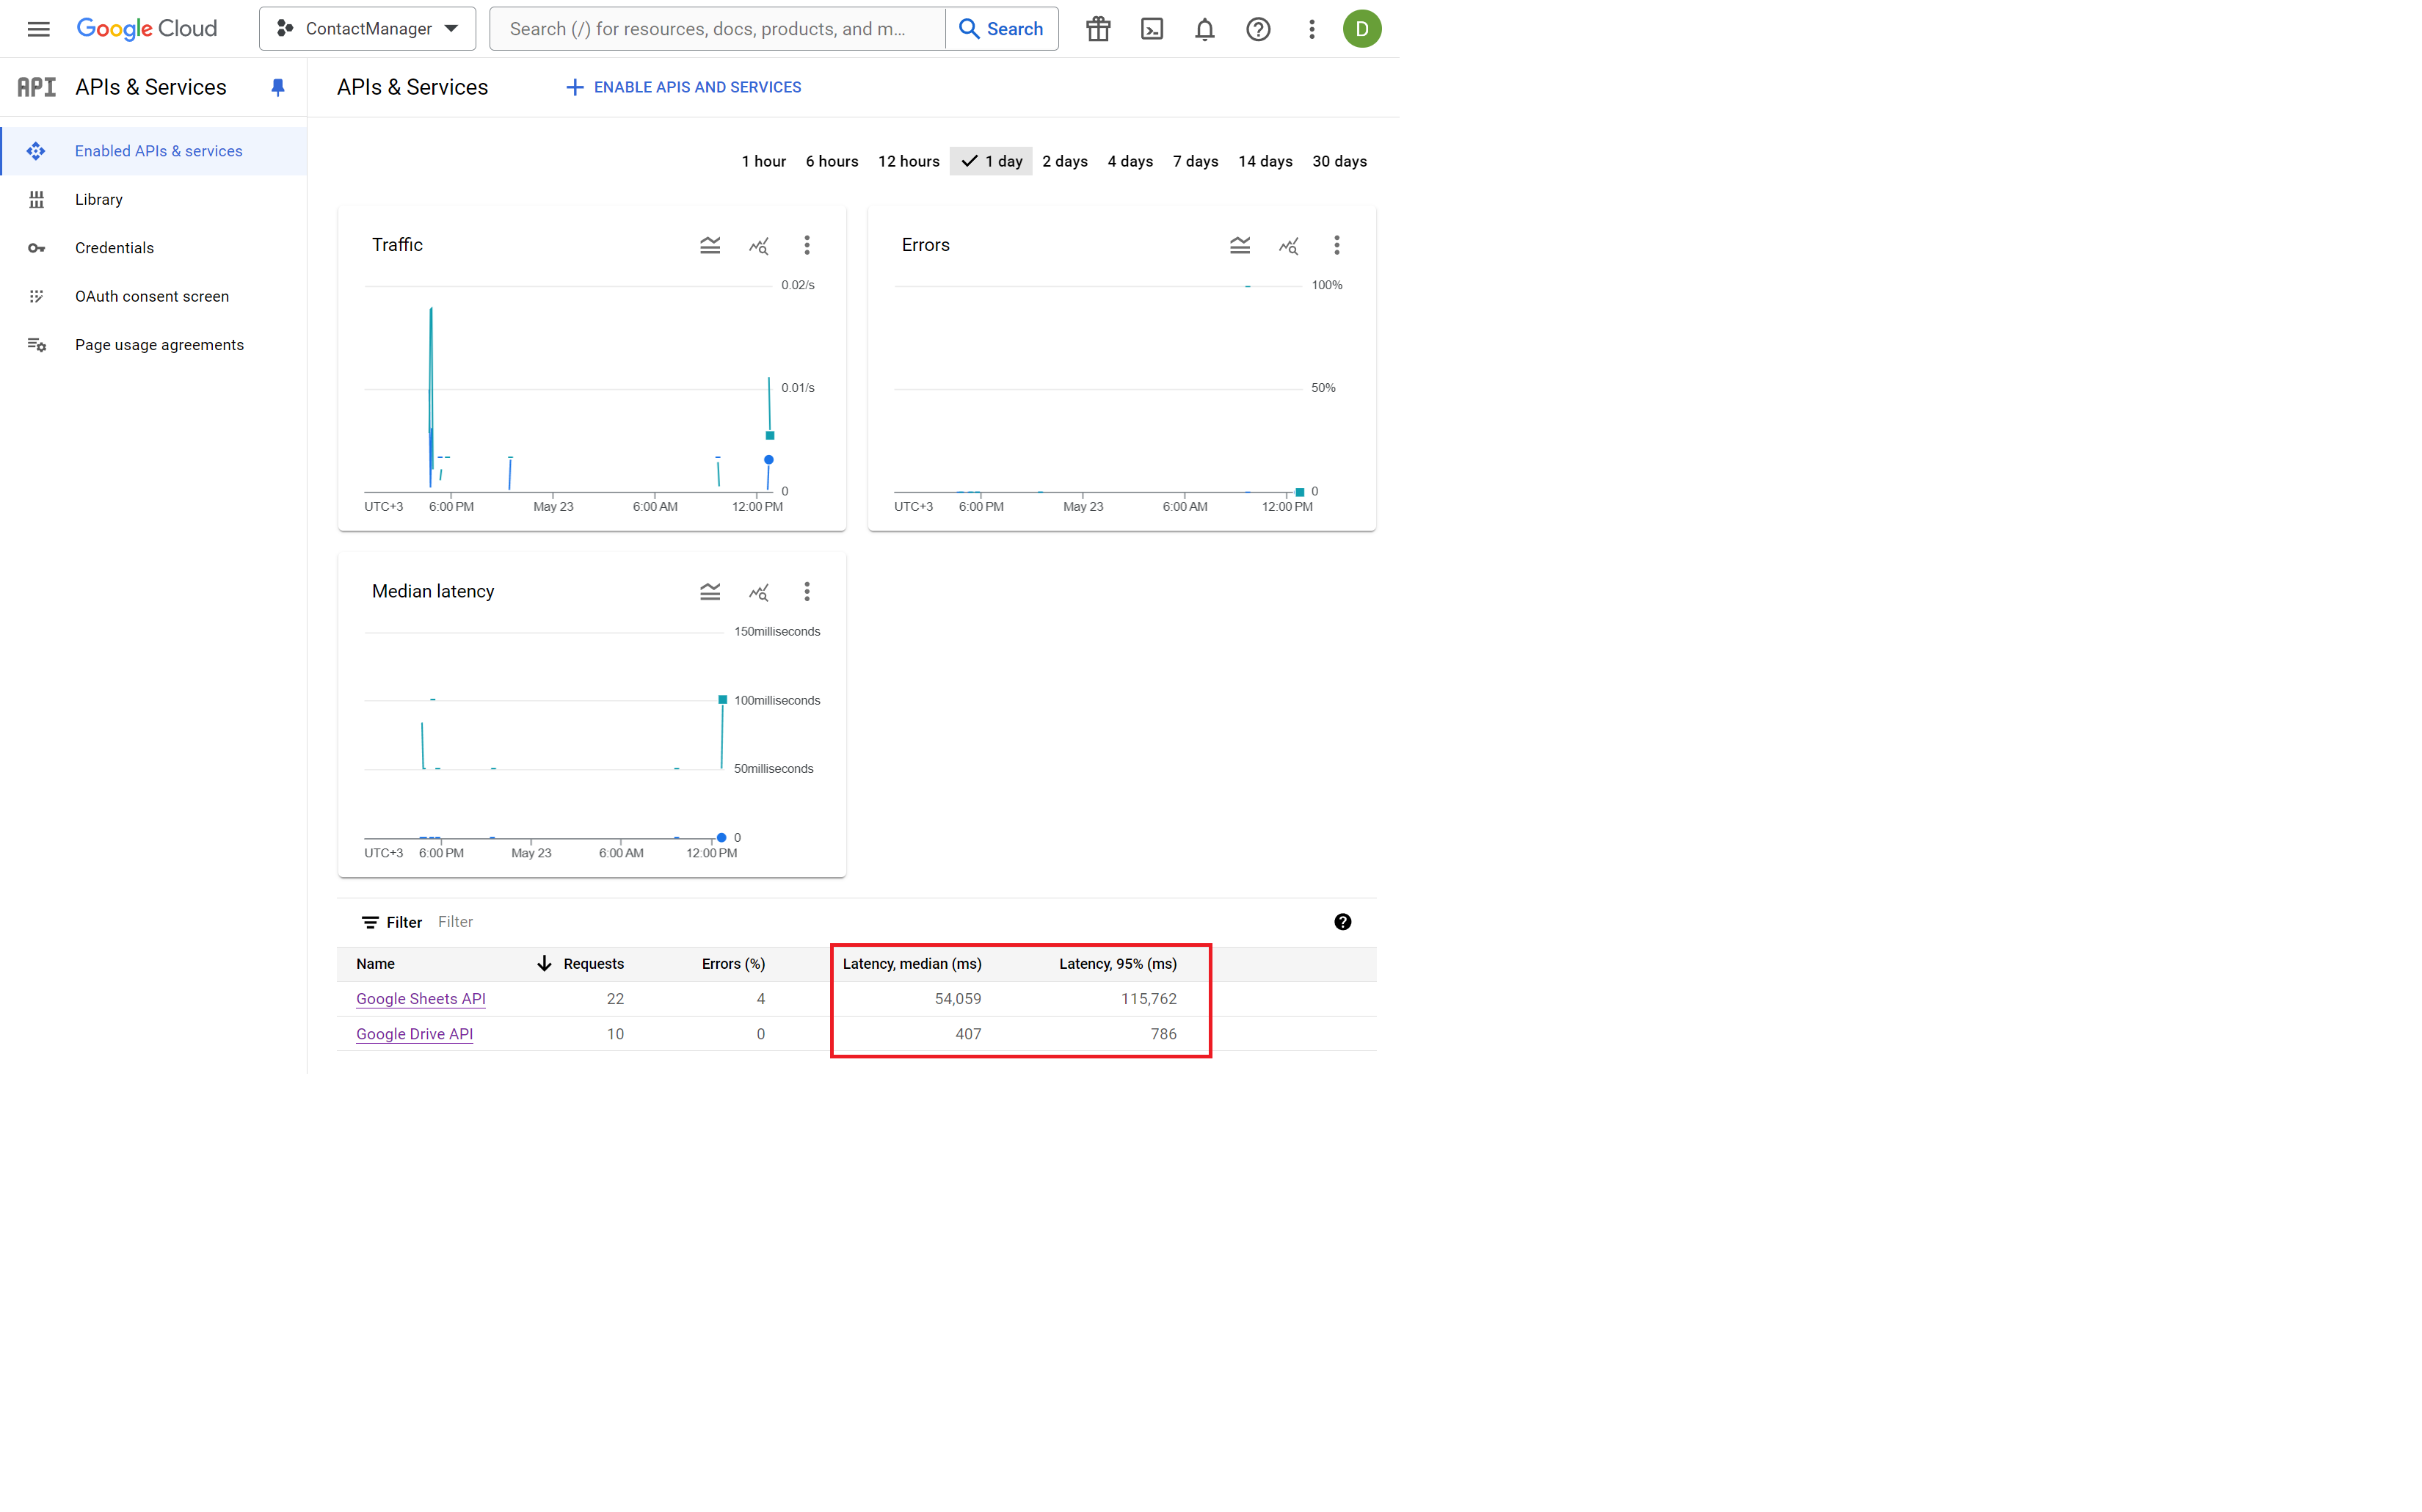 Google Cloud
ContactManager
Search (/) for resources, docs, products, and m...
Search
D
API
APIs & Services
APIs & Services
ENABLE APIS AND SERVICES
Enabled APIs & services
Library
Credentials
OAuth consent screen
Page usage agreements
1 hour 6 hours 12 hours 1 day 2 days 4 days 7 days 14 days 30 days
Traffic
0.02/s
0.01/s
0
UTC+3 6:00 PM May 23 6:00 AM 12:00 PM
Errors
100%
50%
0
UTC+3 6:00 PM May 23 6:00 AM 12:00 PM
Median latency
150milliseconds
100milliseconds
50milliseconds
0
UTC+3 6:00 PM May 23 6:00 AM 12:00 PM
Filter Filter
Name Requests Errors (%) Latency, median (ms) Latency, 95% (ms)
Google Sheets API 22 4 54,059 115,762
Google Drive API 10 0 407 786